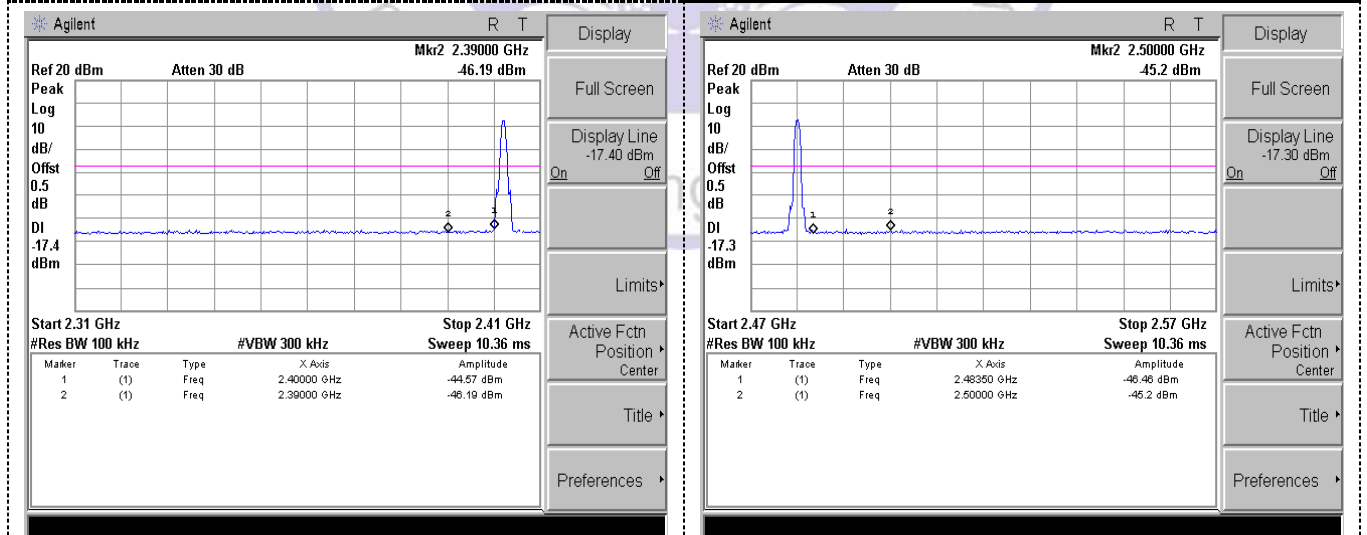 Agilent R T
Mkr2 2.39000 GHz
Ref 20 dBm Atten 30 dB -46.19 dBm
Peak
Log
10
dB/
Offst
0.5
dB
DI
-17.4
dBm
2
1
Start 2.31 GHz Stop 2.41 GHz
#Res BW 100 kHz #VBW 300 kHz Sweep 10.36 ms
Marker Trace Type X Axis Amplitude
1 (1) Freq 2.40000 GHz -44.57 dBm
2 (1) Freq 2.39000 GHz -46.19 dBm
Display
Full Screen
Display Line
-17.40 dBm
On Off
Limits
Active Fctn
Position
Center
Title
Preferences
Agilent R T
Mkr2 2.50000 GHz
Ref 20 dBm Atten 30 dB -45.2 dBm
Peak
Log
10
dB/
Offst
0.5
dB
DI
-17.3
dBm
1
2
Start 2.47 GHz Stop 2.57 GHz
#Res BW 100 kHz #VBW 300 kHz Sweep 10.36 ms
Marker Trace Type X Axis Amplitude
1 (1) Freq 2.48350 GHz -46.46 dBm
2 (1) Freq 2.50000 GHz -45.2 dBm
Display
Full Screen
Display Line
-17.30 dBm
On Off
Limits
Active Fctn
Position
Center
Title
Preferences